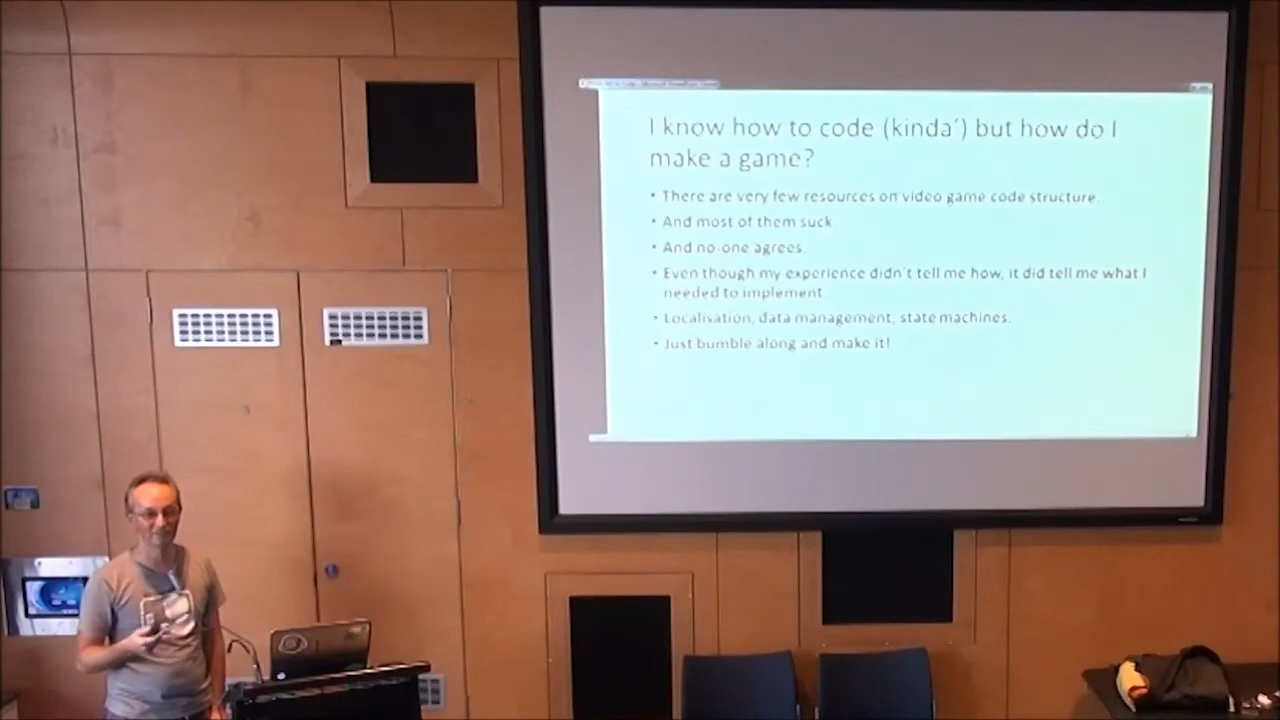 I know how to code (kinda') but how do I
make a game?
• There are very few resources on video game code structure.
• And most of them suck.
• And no-one agrees.
• Even though my experience didn't tell me how, it did tell me what I
needed to implement
• Localisation, data management, state machines.
• Just bumble along and make it!